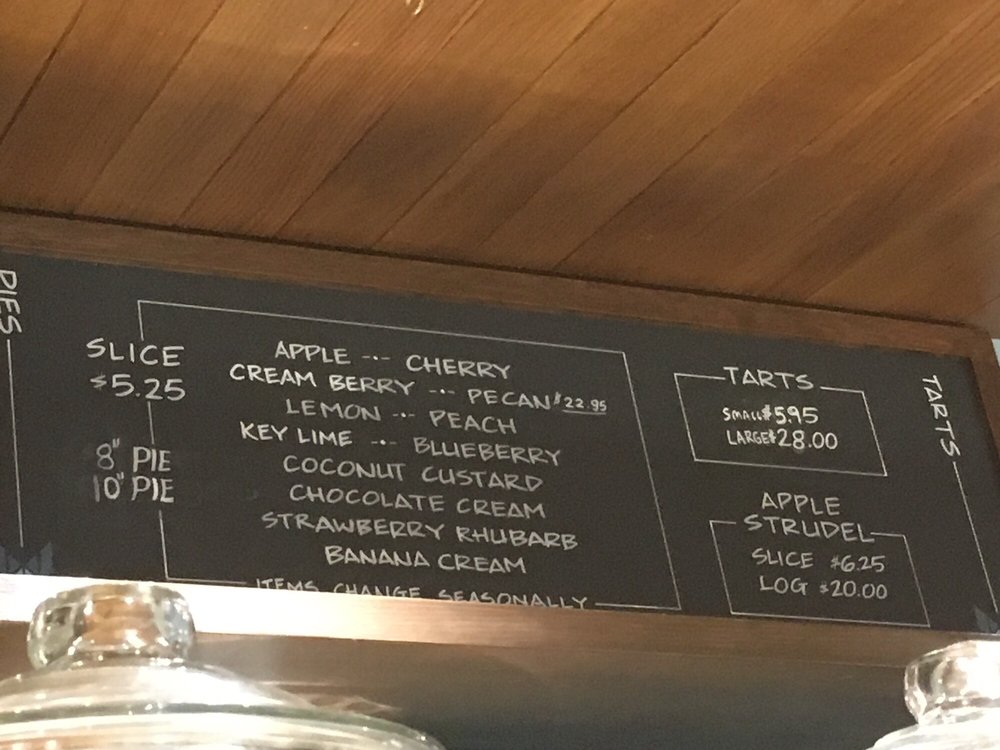 PIES
SLICE
$5.25
8" PIE
10" PIE
APPLE --- CHERRY
CREAM BERRY --- PECAN $22.95
LEMON --- PEACH
KEY LIME --- BLUEBERRY
COCONUT CUSTARD
CHOCOLATE CREAM
STRAWBERRY RHUBARB
BANANA CREAM
ITEMS CHANGE SEASONALLY
TARTS
SMALL $5.95
LARGE $28.00
APPLE
STRUDEL
SLICE $6.25
LOG $20.00
TARTS